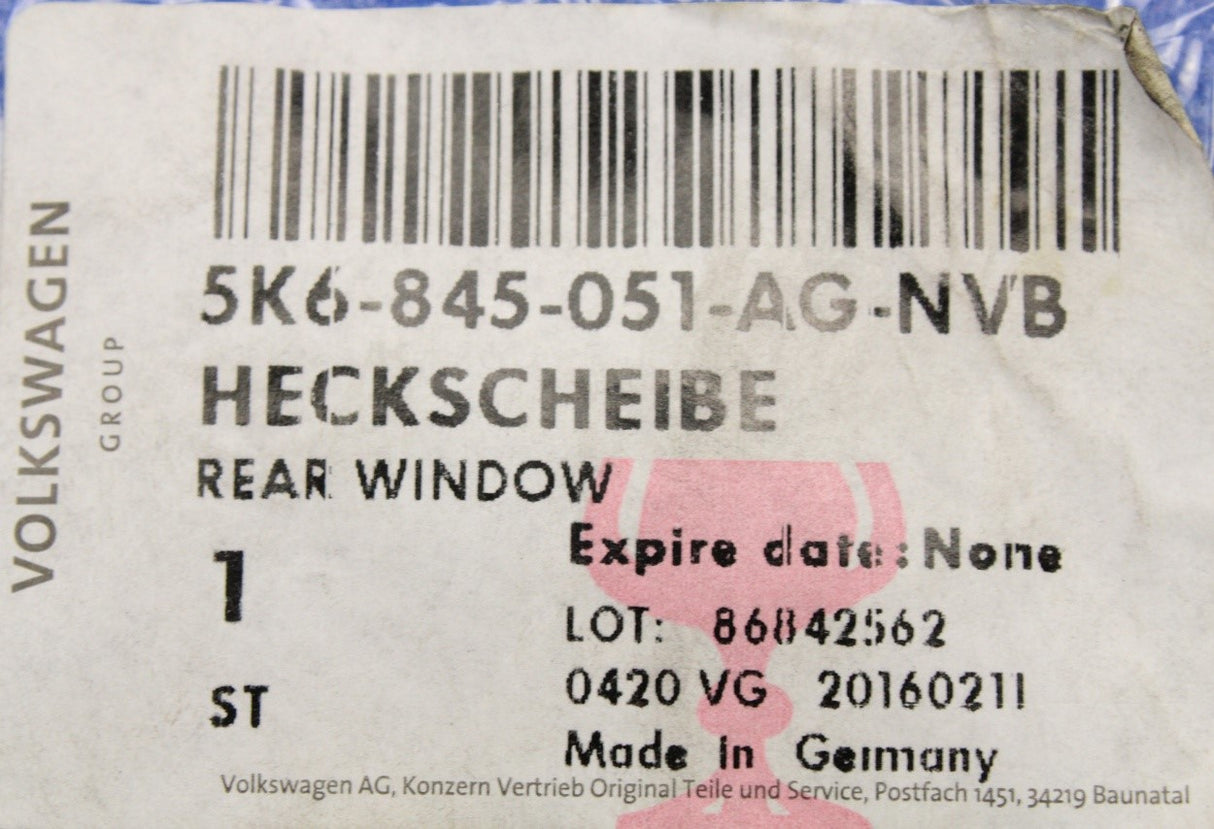 VOLKSWAGEN
GROUP
5K6-845-051-AG-NVB
HECKSCHEIBE
REAR WINDOW
1
ST
Expire date: None
LOT: 86842562
0420 VG 20160211
Made in Germany
Volkswagen AG, Konzern Vertrieb Original Teile und Service, Postfach 1451, 34219 Baunatal